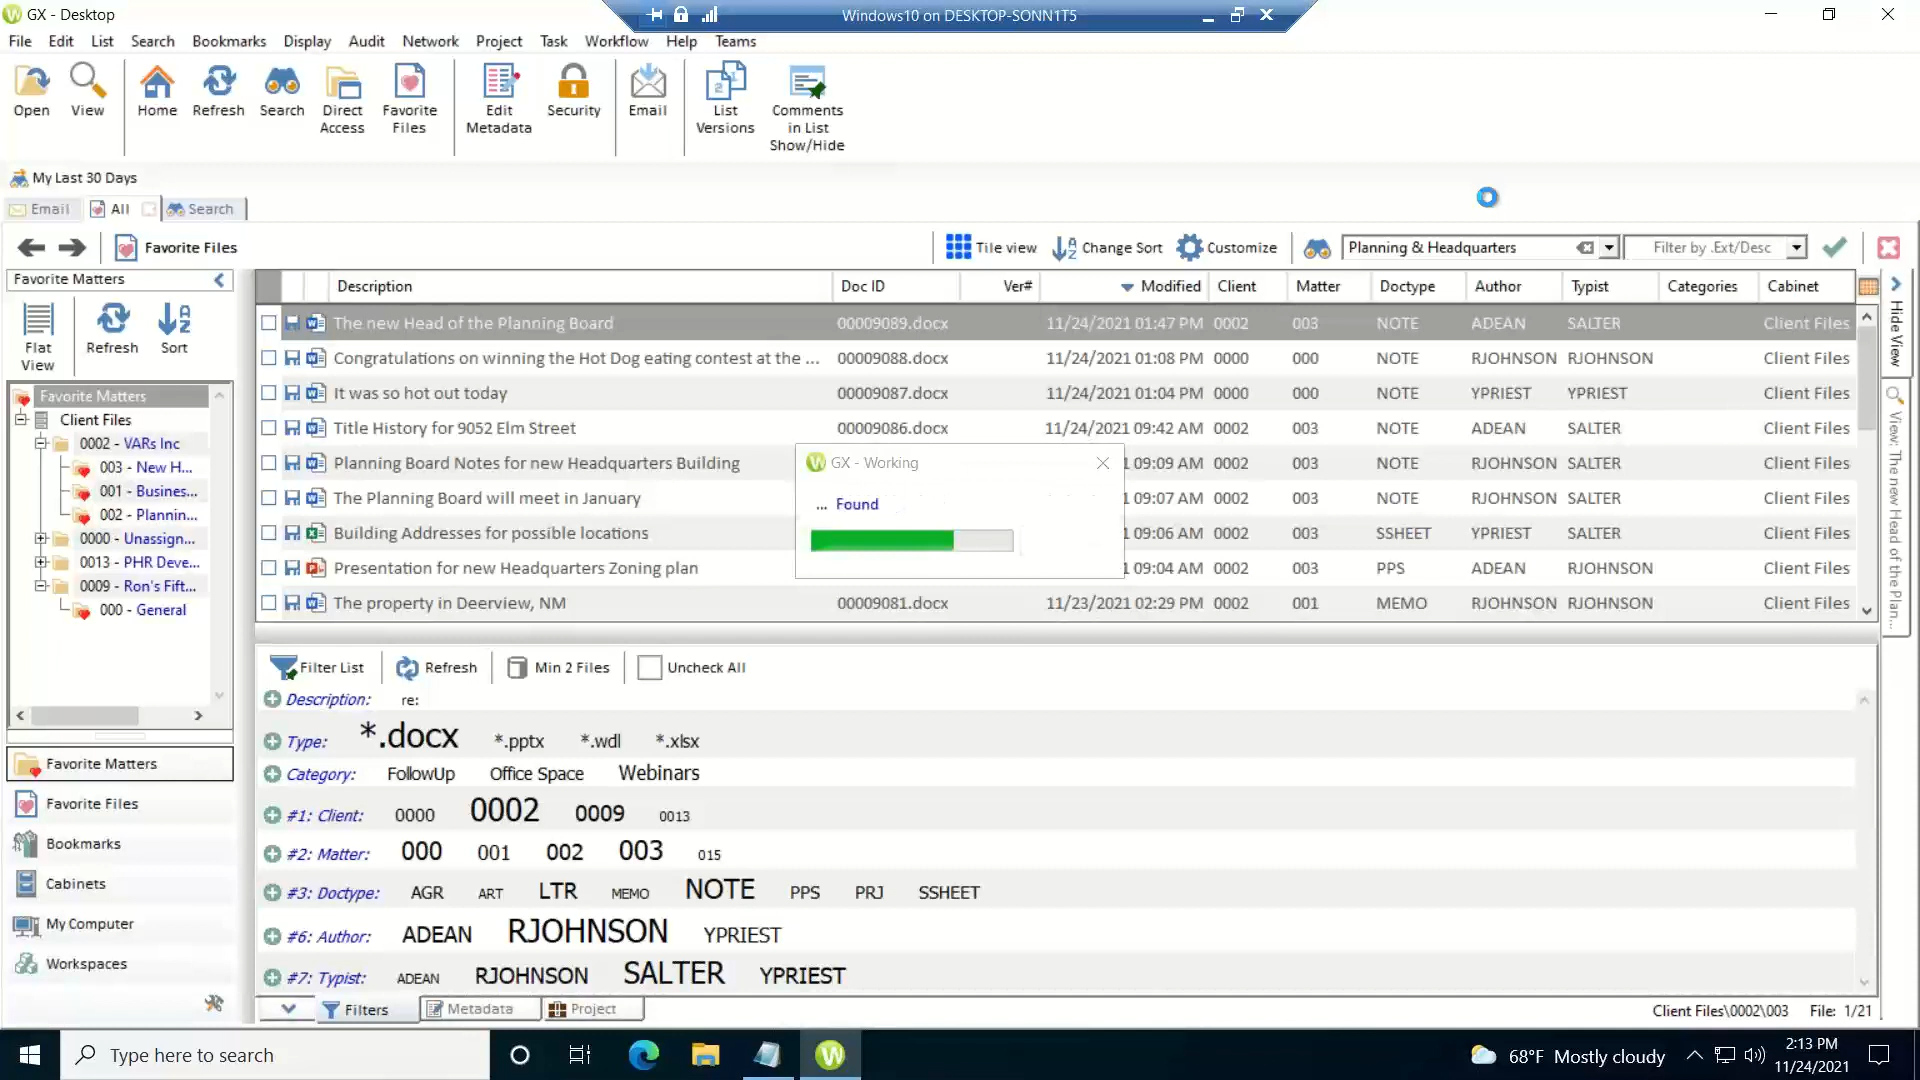 GX - Desktop
Windows10 on DESKTOP-SONN1T5
File Edit List Search Bookmarks Display Audit Network Project Task Workflow Help Teams
Open View Home Refresh Search Direct Access Favorite Files Edit Metadata Security Email List Versions Comments in List Show/Hide
My Last 30 Days
Email All Search
Favorite Files Tile view Change Sort Customize Planning & Headquarters Filter by .Ext/Desc
Favorite Matters
Flat View Refresh Sort
Favorite Matters
Client Files
0002 - VARs Inc
003 - New H...
001 - Busines...
002 - Plannin...
0000 - Unassign...
0013 - PHR Deve...
0009 - Ron's Fift...
000 - General
Favorite Matters
Favorite Files
Bookmarks
Cabinets
My Computer
Workspaces
Description Doc ID Ver# Modified Client Matter Doctype Author Typist Categories Cabinet
The new Head of the Planning Board 00009089.docx 11/24/2021 01:47 PM 0002 003 NOTE ADEAN SALTER Client Files
Congratulations on winning the Hot Dog eating contest at the ... 00009088.docx 11/24/2021 01:08 PM 0000 000 NOTE RJOHNSON RJOHNSON Client Files
It was so hot out today 00009087.docx 11/24/2021 01:04 PM 0000 000 NOTE YPRIEST YPRIEST Client Files
Title History for 9052 Elm Street 00009086.docx 11/24/2021 09:42 AM 0002 003 NOTE ADEAN SALTER Client Files
Planning Board Notes for new Headquarters Building 1 09:09 AM 0002 003 NOTE RJOHNSON SALTER Client Files
The Planning Board will meet in January 1 09:07 AM 0002 003 NOTE RJOHNSON SALTER Client Files
Building Addresses for possible locations 1 09:06 AM 0002 003 SSHEET YPRIEST SALTER Client Files
Presentation for new Headquarters Zoning plan 1 09:04 AM 0002 003 PPS ADEAN RJOHNSON Client Files
The property in Deerview, NM 00009081.docx 11/23/2021 02:29 PM 0002 001 MEMO RJOHNSON RJOHNSON Client Files
GX - Working
... Found
Hide View
View: The new Head of the Plan...
Filter List Refresh Min 2 Files Uncheck All
Description: re:
Type: *.docx *.pptx *.wdl *.xlsx
Category: FollowUp Office Space Webinars
#1: Client: 0000 0002 0009 0013
#2: Matter: 000 001 002 003 015
#3: Doctype: AGR ART LTR MEMO NOTE PPS PRJ SSHEET
#6: Author: ADEAN RJOHNSON YPRIEST
#7: Typist: ADEAN RJOHNSON SALTER YPRIEST
Filters Metadata Project
Client Files\0002\003 File: 1/21
Type here to search
68°F Mostly cloudy
2:13 PM
11/24/2021